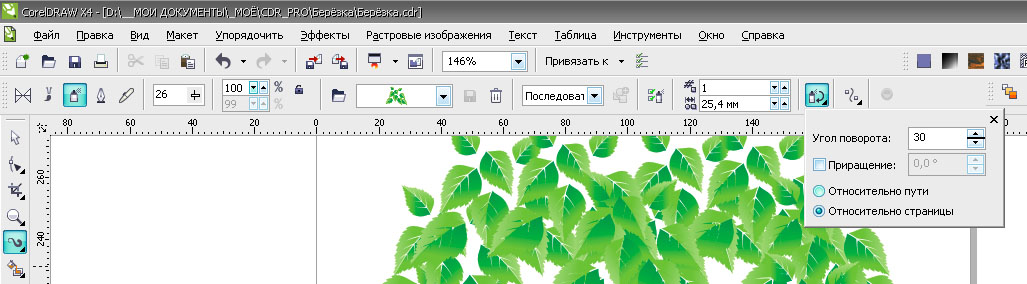 CorelDRAW X4 - [D:\__МОИ ДОКУМЕНТЫ\_МОЁ\CDR_PRO\Берёзка\Берёзка.cdr]
Файл Правка Вид Макет Упорядочить Эффекты Растровые изображения Текст Таблица Инструменты Окно Справка
146% Привязать к
26 100 % 99 Последоват 1 25,4 мм
80 60 40 20 0 20 40 60 80 100 120 140
260
240
Угол поворота: 30
Приращение: 0,0 °
Относительно пути
Относительно страницы